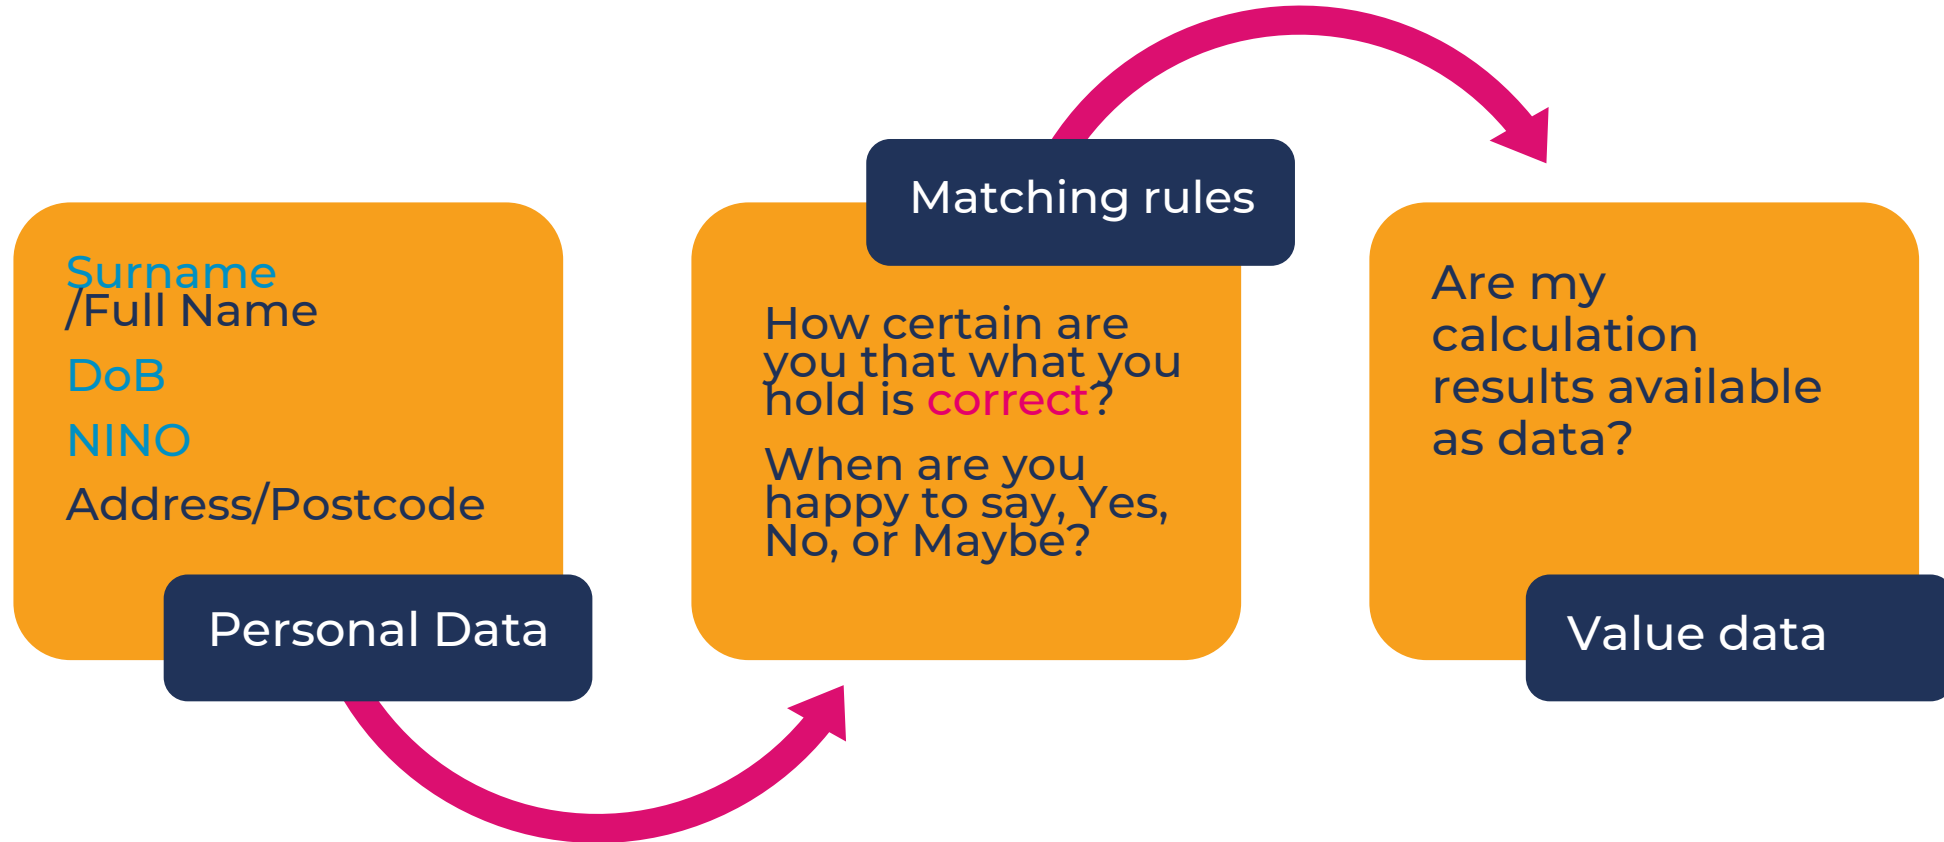 Surname
/Full Name
DoB
NINO
Address/Postcode
Personal Data
Matching rules
How certain are
you that what you
hold is correct?
When are you
happy to say, Yes,
No, or Maybe?
Are my
calculation
results available
as data?
Value data